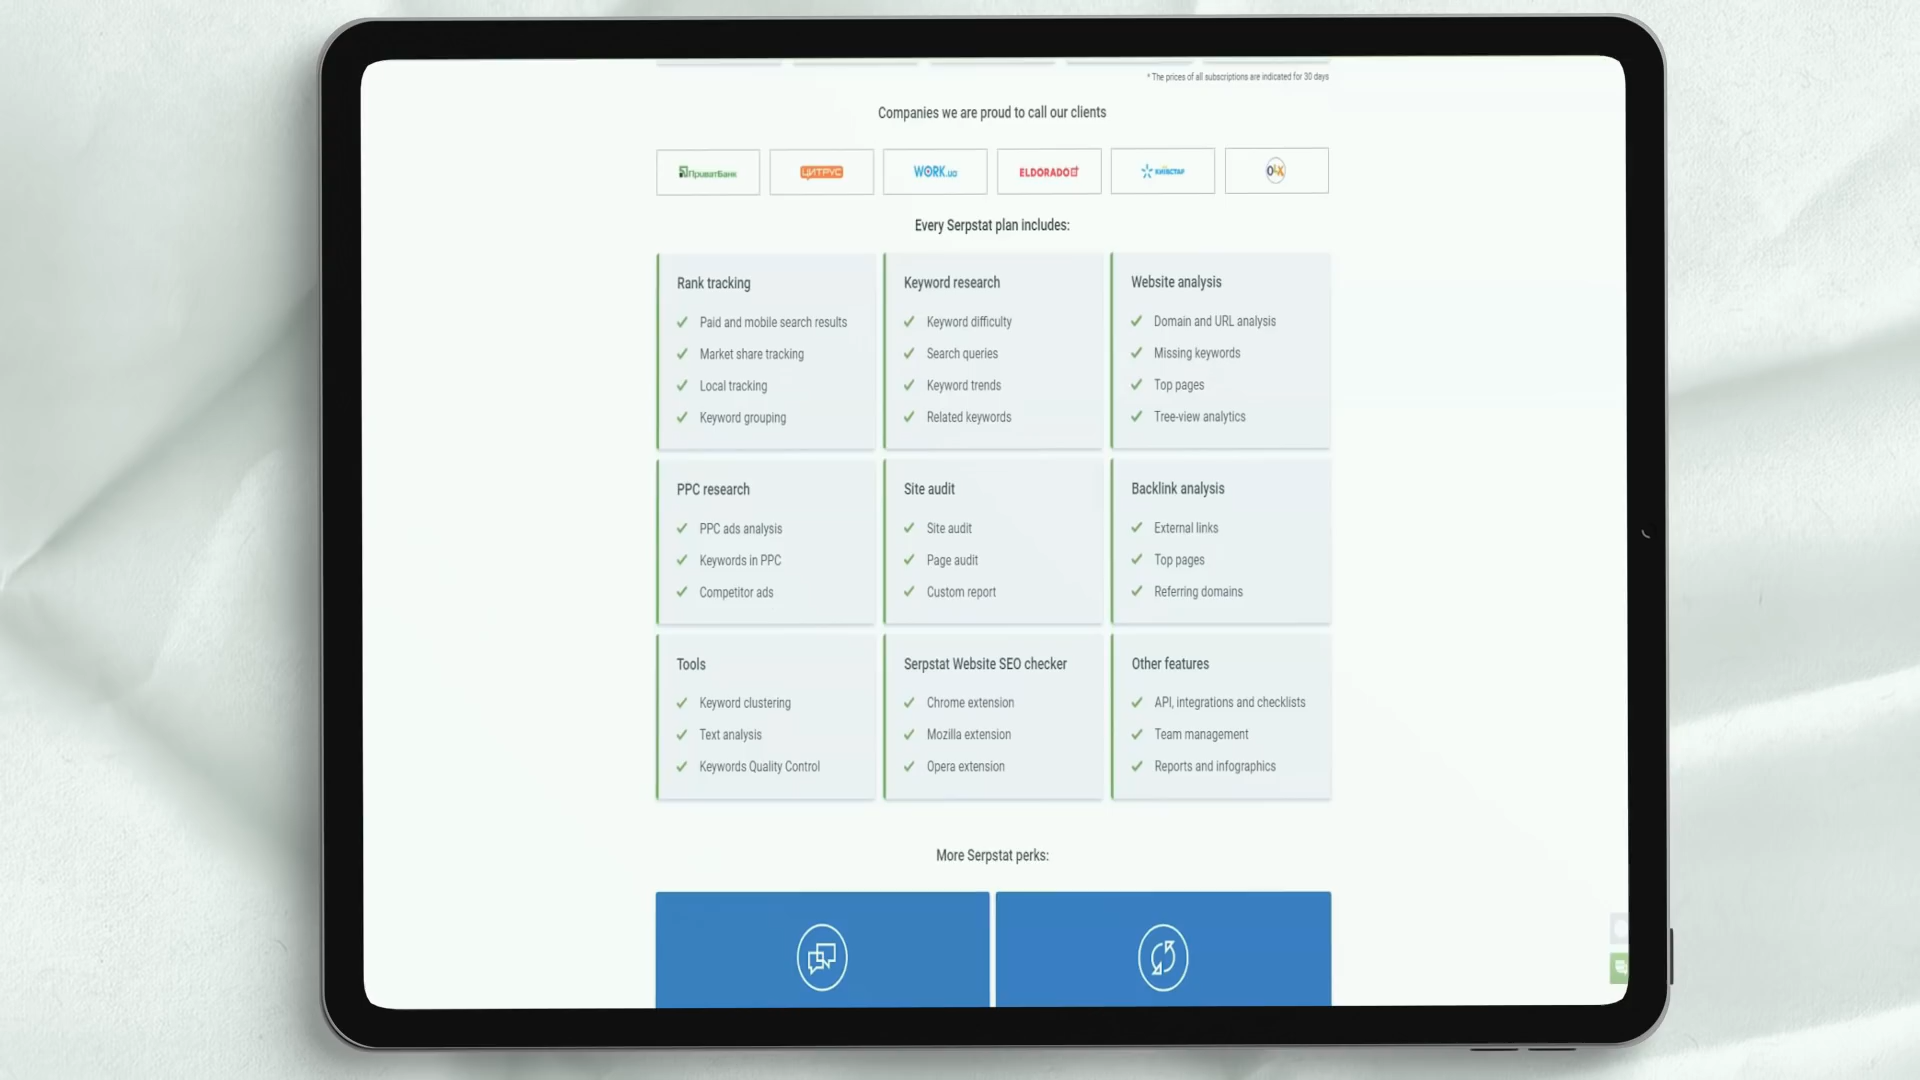 * The prices of all subscriptions are indicated for 30 days
Companies we are proud to call our clients
ПриватБанк
ЦИТРУС
WORK.ua
ELDORADO
КИЇВСТАР
OLX
Every Serpstat plan includes:
Rank tracking
Paid and mobile search results
Market share tracking
Local tracking
Keyword grouping
Keyword research
Keyword difficulty
Search queries
Keyword trends
Related keywords
Website analysis
Domain and URL analysis
Missing keywords
Top pages
Tree-view analytics
PPC research
PPC ads analysis
Keywords in PPC
Competitor ads
Site audit
Site audit
Page audit
Custom report
Backlink analysis
External links
Top pages
Referring domains
Tools
Keyword clustering
Text analysis
Keywords Quality Control
Serpstat Website SEO checker
Chrome extension
Mozilla extension
Opera extension
Other features
API, integrations and checklists
Team management
Reports and infographics
More Serpstat perks: